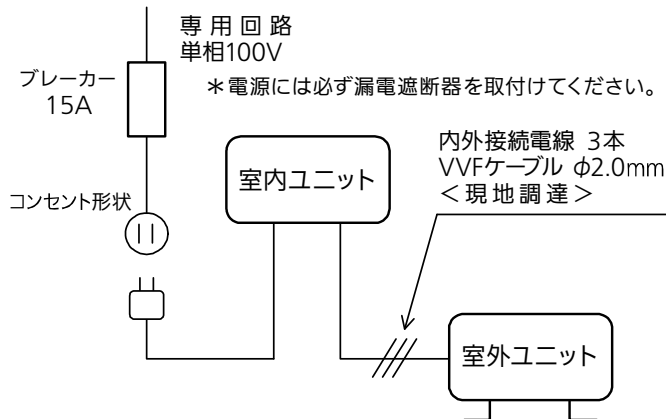 専用回路
単相100V
ブレーカー
15A
＊電源には必ず漏電遮断器を取付けてください。
内外接続電線 3本
VVFケーブル φ2.0mm
＜現地調達＞
室内ユニット
コンセント形状
室外ユニット